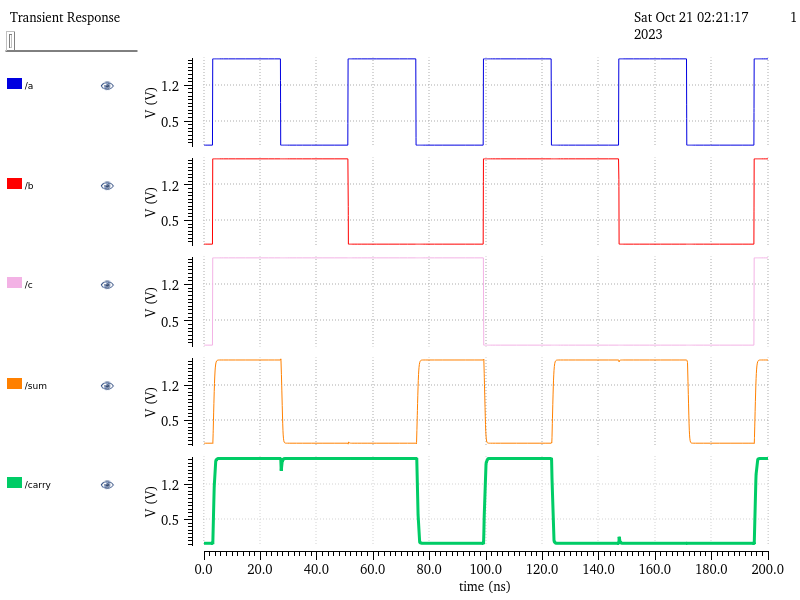 Transient Response
Sat Oct 21 02:21:17 1
2023
/a
V (V)
1.2
0.5
/b
V (V)
1.2
0.5
/c
V (V)
1.2
0.5
/sum
V (V)
1.2
0.5
/carry
V (V)
1.2
0.5
0.0 20.0 40.0 60.0 80.0 100.0 120.0 140.0 160.0 180.0 200.0
time (ns)